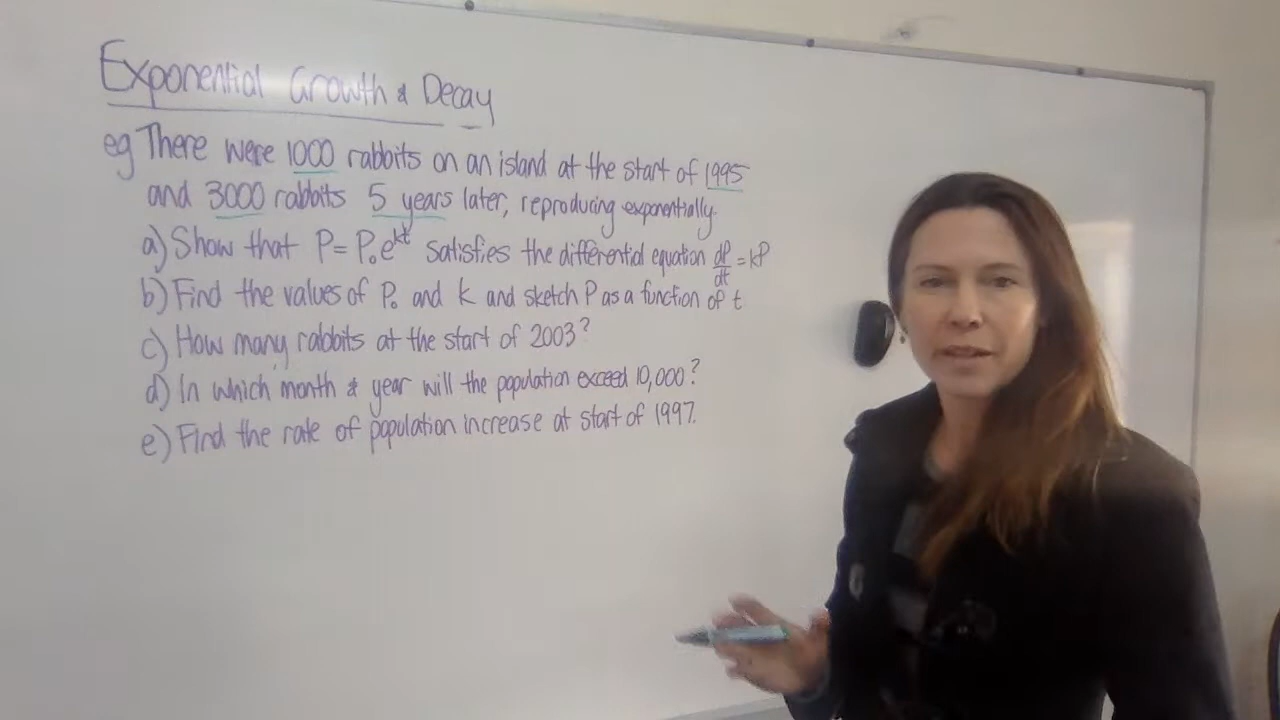 Exponential Growth & Decay
eg There were 1000 rabbits on an island at the start of 1995
and 3000 rabbits 5 years later, reproducing exponentially.
a) Show that P = P₀e^kt satisfies the differential equation dP/dt = kP
b) Find the values of P₀ and k and sketch P as a function of t
c) How many rabbits at the start of 2003?
d) In which month & year will the population exceed 10,000?
e) Find the rate of population increase at start of 1997.